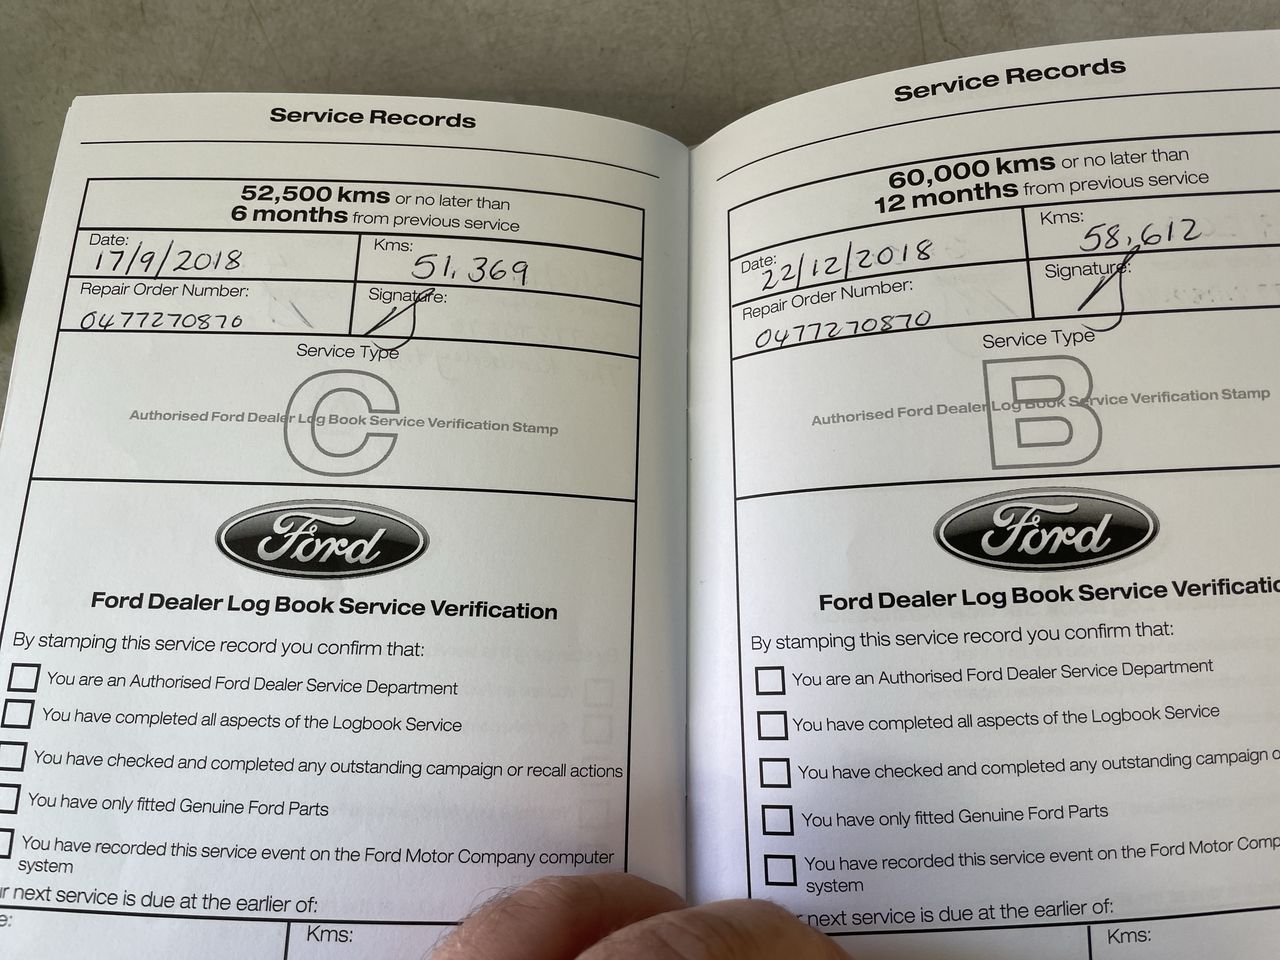 Service Records
52,500 kms or no later than
6 months from previous service
Date:
17/9/2018
Kms:
51,369
Repair Order Number:
0477270870
Signature:
Service Type
C
Authorised Ford Dealer Log Book Service Verification Stamp
Ford
Ford Dealer Log Book Service Verification
By stamping this service record you confirm that:
You are an Authorised Ford Dealer Service Department
You have completed all aspects of the Logbook Service
You have checked and completed any outstanding campaign or recall actions
You have only fitted Genuine Ford Parts
You have recorded this service event on the Ford Motor Company computer
system
r next service is due at the earlier of:
e:
Kms:
Service Records
60,000 kms or no later than
12 months from previous service
Date:
22/12/2018
Kms:
58,612
Repair Order Number:
0477270870
Signature:
Service Type
B
Authorised Ford Dealer Log Book Service Verification Stamp
Ford
Ford Dealer Log Book Service Verificatio
By stamping this service record you confirm that:
You are an Authorised Ford Dealer Service Department
You have completed all aspects of the Logbook Service
You have checked and completed any outstanding campaign o
You have only fitted Genuine Ford Parts
You have recorded this service event on the Ford Motor Comp
system
r next service is due at the earlier of:
Kms: